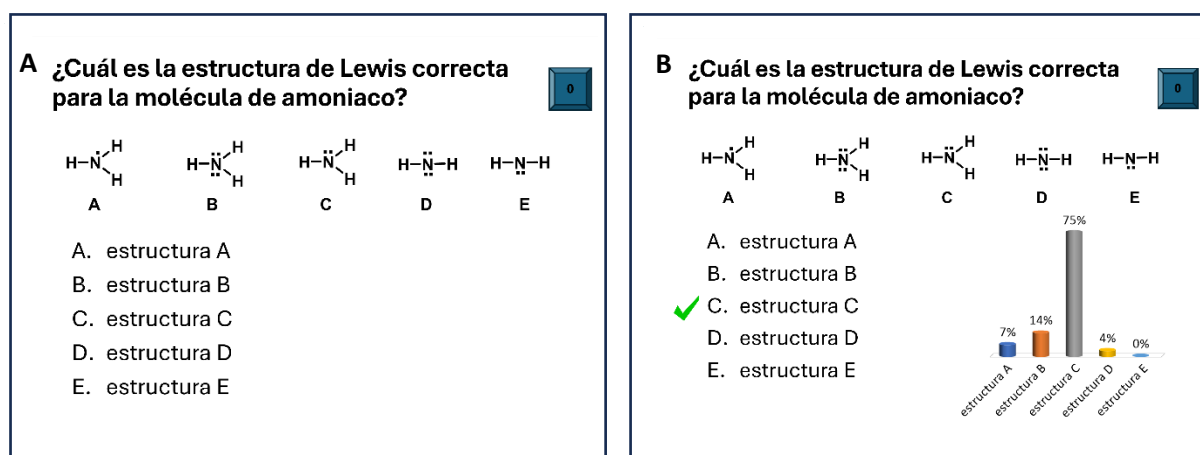 A ¿Cuál es la estructura de Lewis correcta
para la molécula de amoniaco?
0
H-N H H
H-N H H
H-N H H
H-N-H
H-N-H
A B C D E
A. estructura A
B. estructura B
C. estructura C
D. estructura D
E. estructura E
B ¿Cuál es la estructura de Lewis correcta
para la molécula de amoniaco?
0
H-N H H
H-N H H
H-N H H
H-N-H
H-N-H
A B C D E
A. estructura A
B. estructura B
C. estructura C
D. estructura D
E. estructura E
7% 14% 75% 4% 0%
estructura A
estructura B
estructura C
estructura D
estructura E